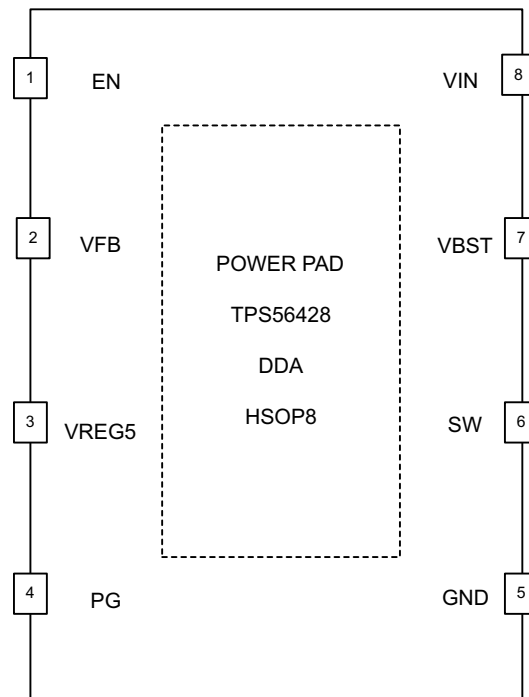 1 EN VIN 8
2 VFB VBST 7
POWER PAD
TPS56428
DDA
HSOP8
3 VREG5 SW 6
4 PG GND 5